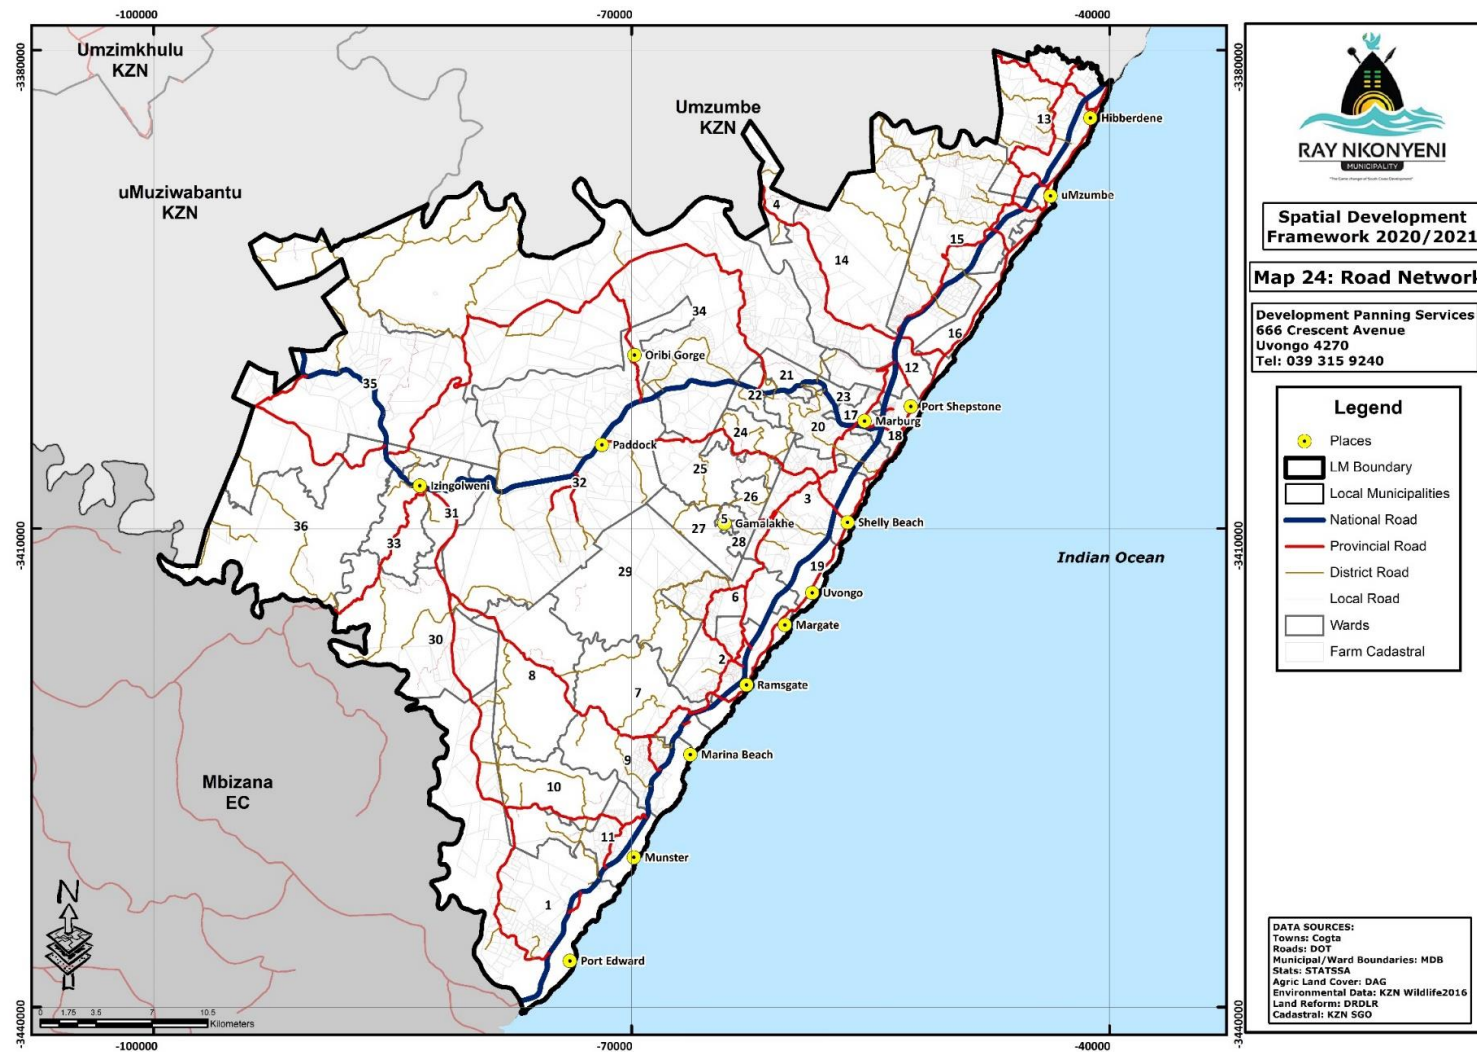 -100000
-70000
-40000
-3380000
-3380000
Umzimkhulu
KZN
Umzumbe
KZN
uMuziwabantu
KZN
13
Hibberdene
uMzumbe
4
15
14
16
34
Oribi Gorge
35
21
12
22
23
Port Shepstone
17
Marburg
20
18
24
Paddock
25
32
Izingolweni
26
3
31
36
5
Gamalakhe
Shelly Beach
27
28
33
-3410000
-3410000
29
Indian Ocean
19
Uvongo
6
Margate
30
2
8
7
Ramsgate
Marina Beach
9
Mbizana
EC
10
11
Munster
1
Port Edward
N
0 1.75 3.5 7 10.5
Kilometers
-3440000
-3440000
-100000
-70000
-40000
RAY NKONYENI
MUNICIPALITY
Spatial Development
Framework 2020/2021
Map 24: Road Network
Development Panning Services
666 Crescent Avenue
Uvongo 4270
Tel: 039 315 9240
Legend
Places
LM Boundary
Local Municipalities
National Road
Provincial Road
District Road
Local Road
Wards
Farm Cadastral
DATA SOURCES:
Towns: Cogta
Roads: DOT
Municipal/Ward Boundaries: MDB
Stats: STATSSA
Agric Land Cover: DAG
Environmental Data: KZN Wildlife2016
Land Reform: DRDLR
Cadastral: KZN SGO